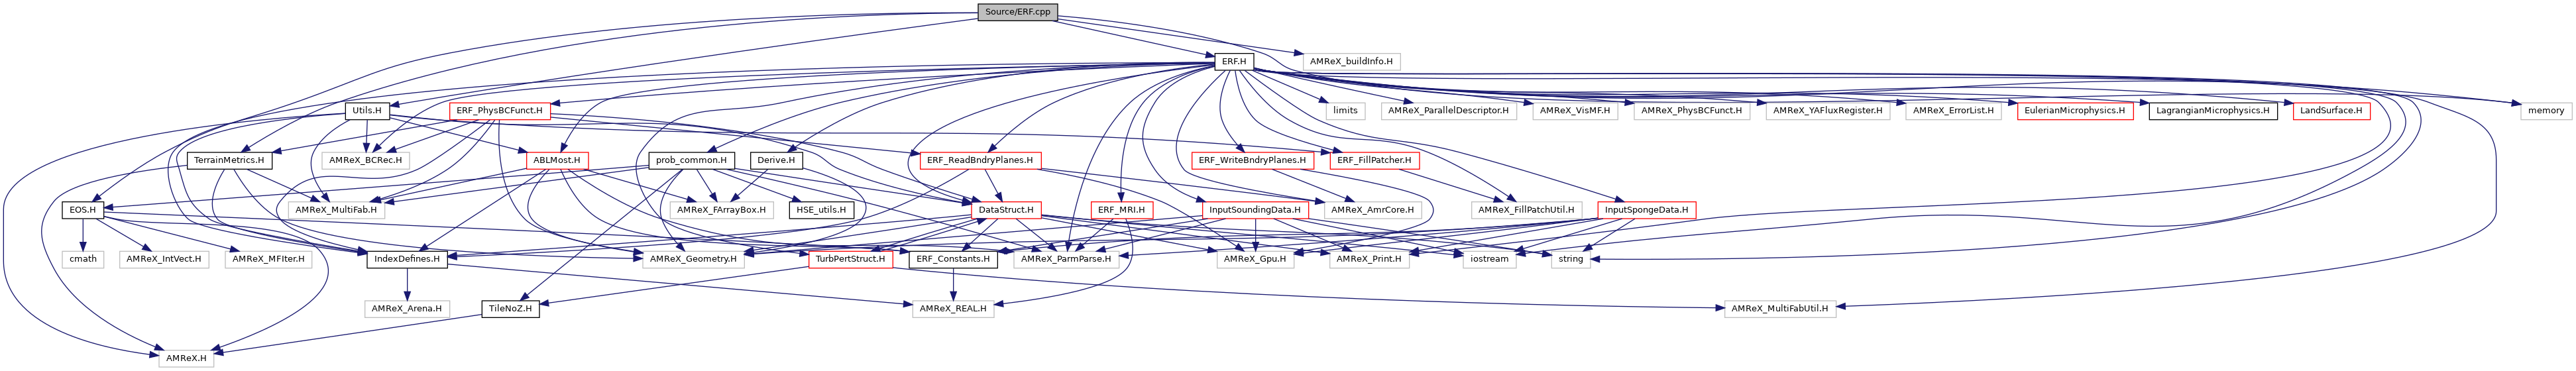 Source/ERF.cpp
ERF.H
AMReX_buildInfo.H
Utils.H
ERF_PhysBCFunct.H
limits
AMReX_ParallelDescriptor.H
AMReX_VisMF.H
AMReX_PhysBCFunct.H
AMReX_YAFluxRegister.H
AMReX_ErrorList.H
EulerianMicrophysics.H
LagrangianMicrophysics.H
LandSurface.H
memory
TerrainMetrics.H
AMReX_BCRec.H
ABLMost.H
prob_common.H
Derive.H
ERF_ReadBndryPlanes.H
ERF_WriteBndryPlanes.H
ERF_FillPatcher.H
EOS.H
AMReX_MultiFab.H
AMReX_FArrayBox.H
HSE_utils.H
DataStruct.H
ERF_MRI.H
InputSoundingData.H
AMReX_AmrCore.H
AMReX_FillPatchUtil.H
InputSpongeData.H
cmath
AMReX_IntVect.H
AMReX_MFIter.H
IndexDefines.H
AMReX_Geometry.H
TurbPertStruct.H
ERF_Constants.H
AMReX_ParmParse.H
AMReX_Gpu.H
AMReX_Print.H
iostream
string
AMReX_Arena.H
TileNoZ.H
AMReX_REAL.H
AMReX_MultiFabUtil.H
AMReX.H